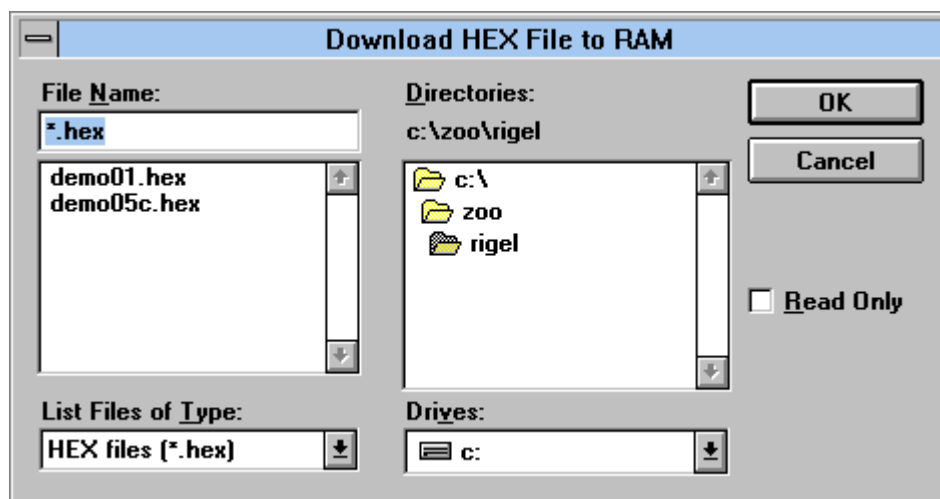 Download HEX File to RAM
File Name:
*.hex
demo01.hex
demo05c.hex
List Files of Type:
HEX files (*.hex)
Directories:
c:\zoo\rigel
c:\
zoo
rigel
Drives:
c:
OK
Cancel
Read Only